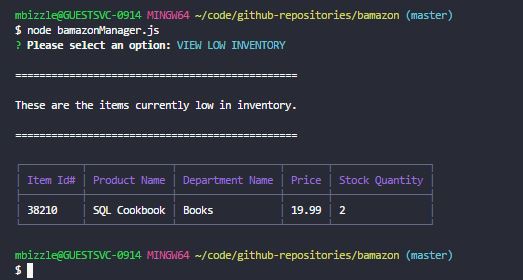 mbizzle@GUESTSVC-0914 MINGW64 ~/code/github-repositories/bamazon (master)
$ node bamazonManager.js
? Please select an option: VIEW LOW INVENTORY
===============================================
These are the items currently low in inventory.
===============================================
Item Id# Product Name Department Name Price Stock Quantity
38210 SQL Cookbook Books 19.99 2
mbizzle@GUESTSVC-0914 MINGW64 ~/code/github-repositories/bamazon (master)
$